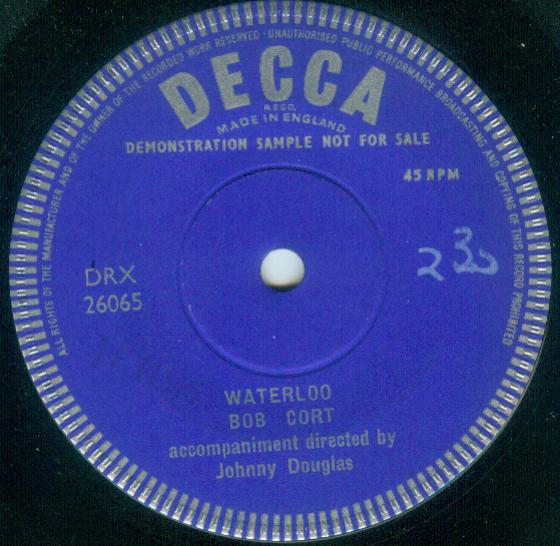 ALL RIGHTS OF THE MANUFACTURER AND OF THE OWNER OF THE RECORDED WORK RESERVED · UNAUTHORISED PUBLIC PERFORMANCE BROADCASTING AND COPYING OF THIS RECORD PROHIBITED
DECCA
REGD.
MADE IN ENGLAND
DEMONSTRATION SAMPLE NOT FOR SALE
45 RPM
DRX
26065
WATERLOO
BOB CORT
accompaniment directed by
Johnny Douglas